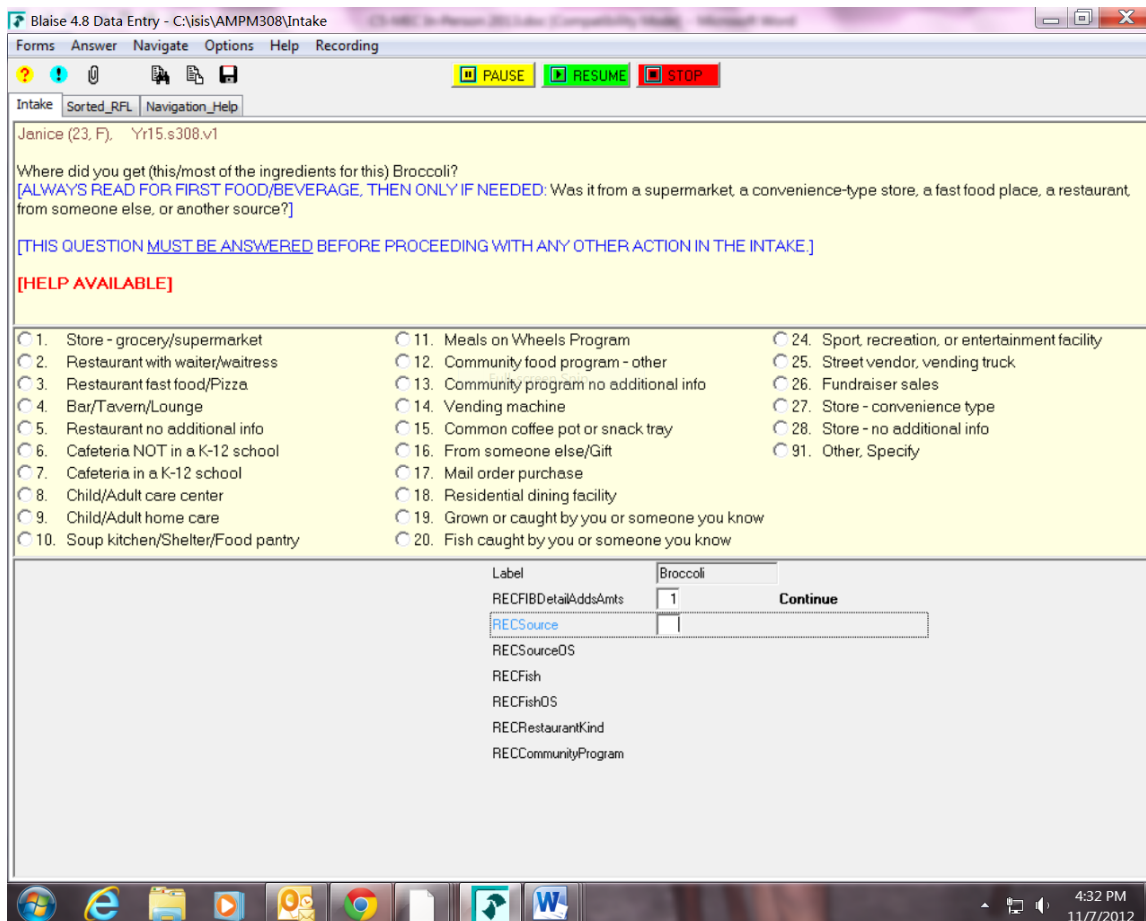 Blaise 4.8 Data Entry - C:\isis\AMPM308\Intake
Forms Answer Navigate Options Help Recording
PAUSE RESUME STOP
Intake Sorted_RFL Navigation_Help
Janice (23, F), Yr15.s308.v1
Where did you get (this/most of the ingredients for this) Broccoli?
[ALWAYS READ FOR FIRST FOOD/BEVERAGE, THEN ONLY IF NEEDED: Was it from a supermarket, a convenience-type store, a fast food place, a restaurant,
from someone else, or another source?]
[THIS QUESTION MUST BE ANSWERED BEFORE PROCEEDING WITH ANY OTHER ACTION IN THE INTAKE.]
[HELP AVAILABLE]
1. Store - grocery/supermarket
2. Restaurant with waiter/waitress
3. Restaurant fast food/Pizza
4. Bar/Tavern/Lounge
5. Restaurant no additional info
6. Cafeteria NOT in a K-12 school
7. Cafeteria in a K-12 school
8. Child/Adult care center
9. Child/Adult home care
10. Soup kitchen/Shelter/Food pantry
11. Meals on Wheels Program
12. Community food program - other
13. Community program no additional info
14. Vending machine
15. Common coffee pot or snack tray
16. From someone else/Gift
17. Mail order purchase
18. Residential dining facility
19. Grown or caught by you or someone you know
20. Fish caught by you or someone you know
24. Sport, recreation, or entertainment facility
25. Street vendor, vending truck
26. Fundraiser sales
27. Store - convenience type
28. Store - no additional info
91. Other, Specify
Label Broccoli
RECFIBDetailAddsAmts 1 Continue
RECSource
RECSourceOS
RECFish
RECFishOS
RECRestaurantKind
RECCommunityProgram
4:32 PM
11/7/2012